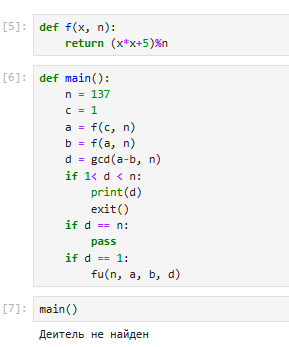 [5]: def f(x, n):
    return (x*x+5)%n
[6]: def main():
    n = 137
    c = 1
    a = f(c, n)
    b = f(a, n)
    d = gcd(a-b, n)
    if 1< d < n:
        print(d)
        exit()
    if d == n:
        pass
    if d == 1:
        fu(n, a, b, d)
[7]: main()
Деитель не найден